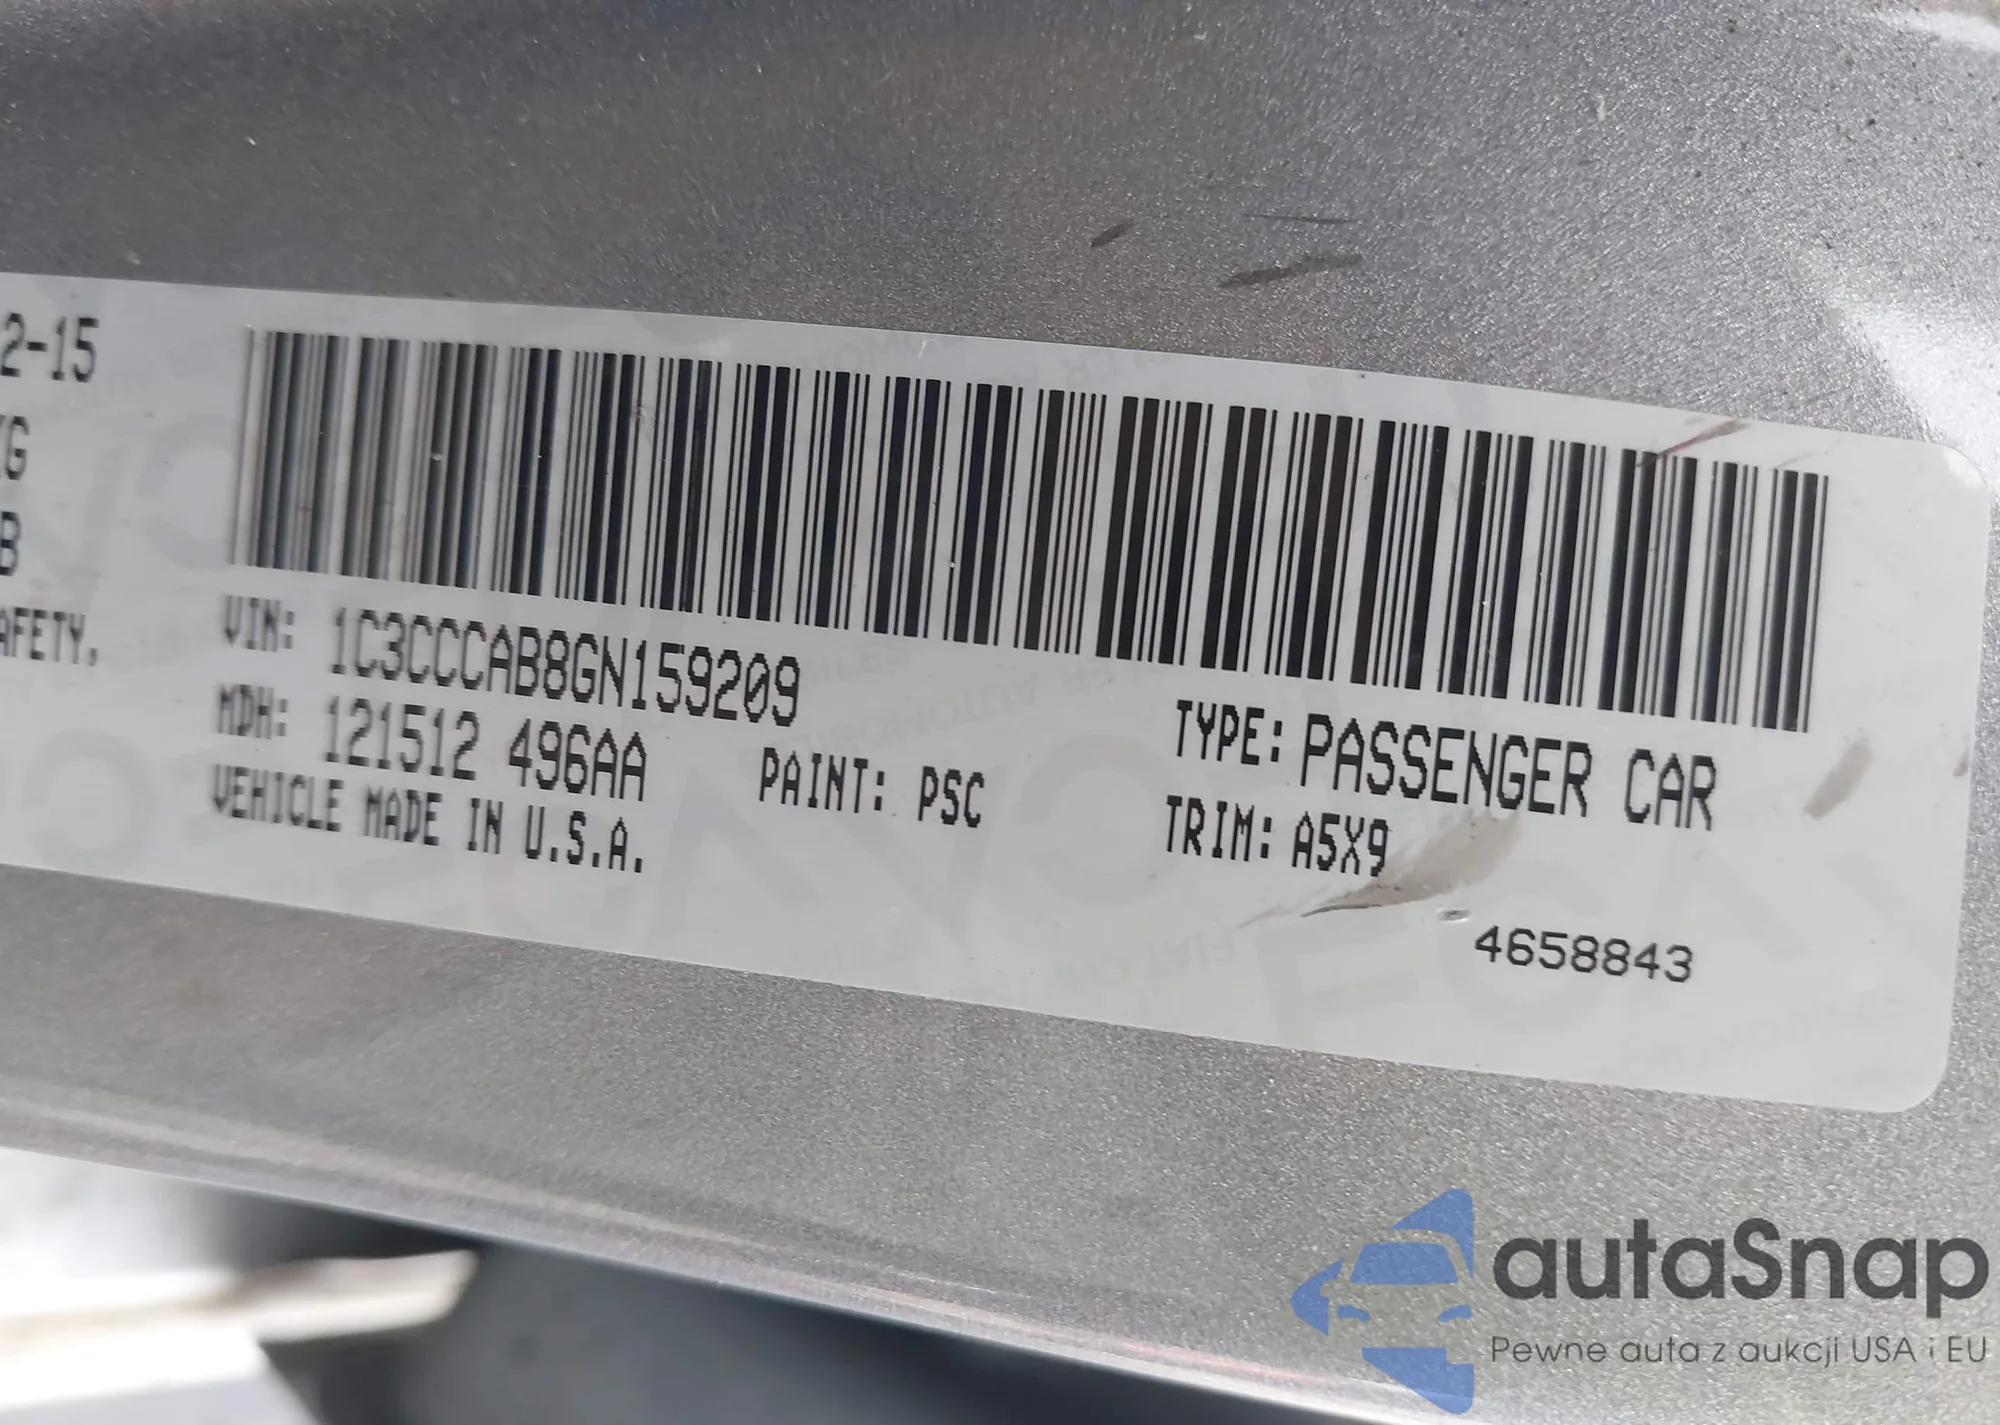 2-15
KG
B
AFETY,
VIN: 1C3CCCAB8GN159209
MDH: 121512 496AA
PAINT: PSC
VEHICLE MADE IN U.S.A.
TYPE: PASSENGER CAR
TRIM: A5X9
4658843
autaSnap
Pewne auta z aukcji USA i EU